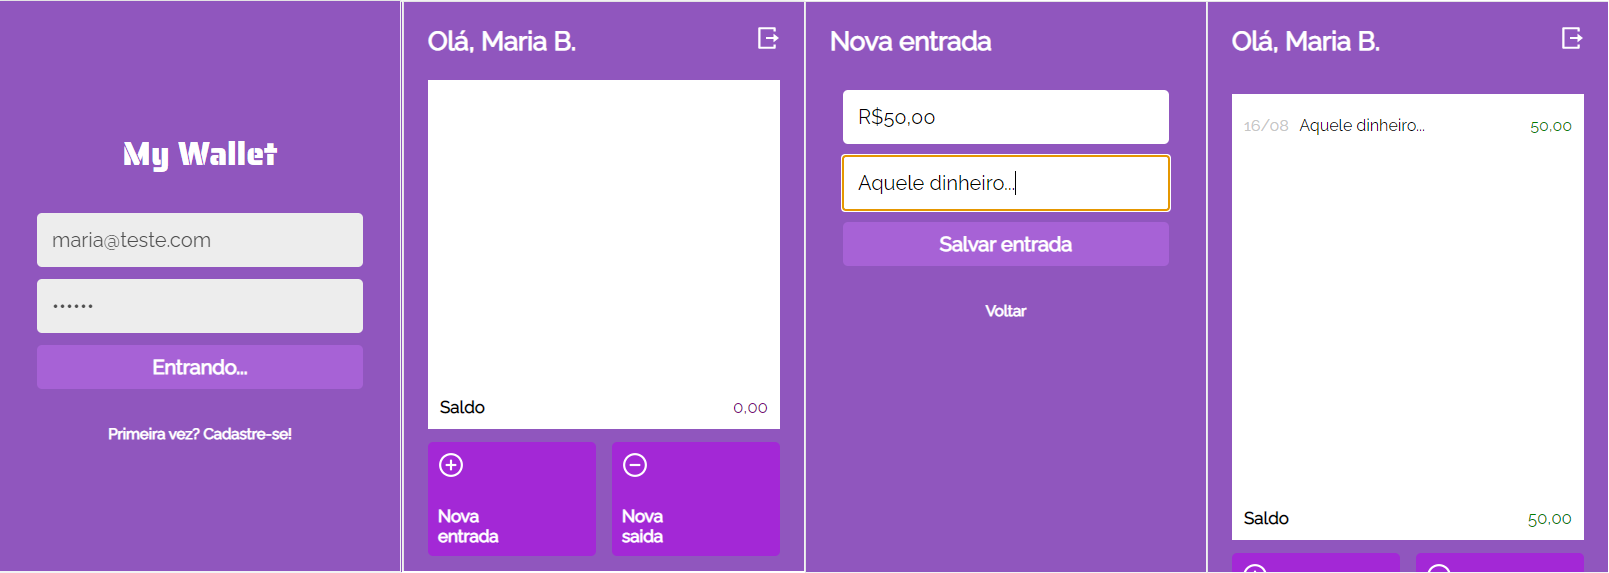 My Wallet
maria@teste.com
••••••
Entrando...
Primeira vez? Cadastre-se!
Olá, Maria B.
Saldo 0,00
Nova
entrada
Nova
saida
Nova entrada
R$50,00
Aquele dinheiro...
Salvar entrada
Voltar
Olá, Maria B.
16/08 Aquele dinheiro... 50,00
Saldo 50,00